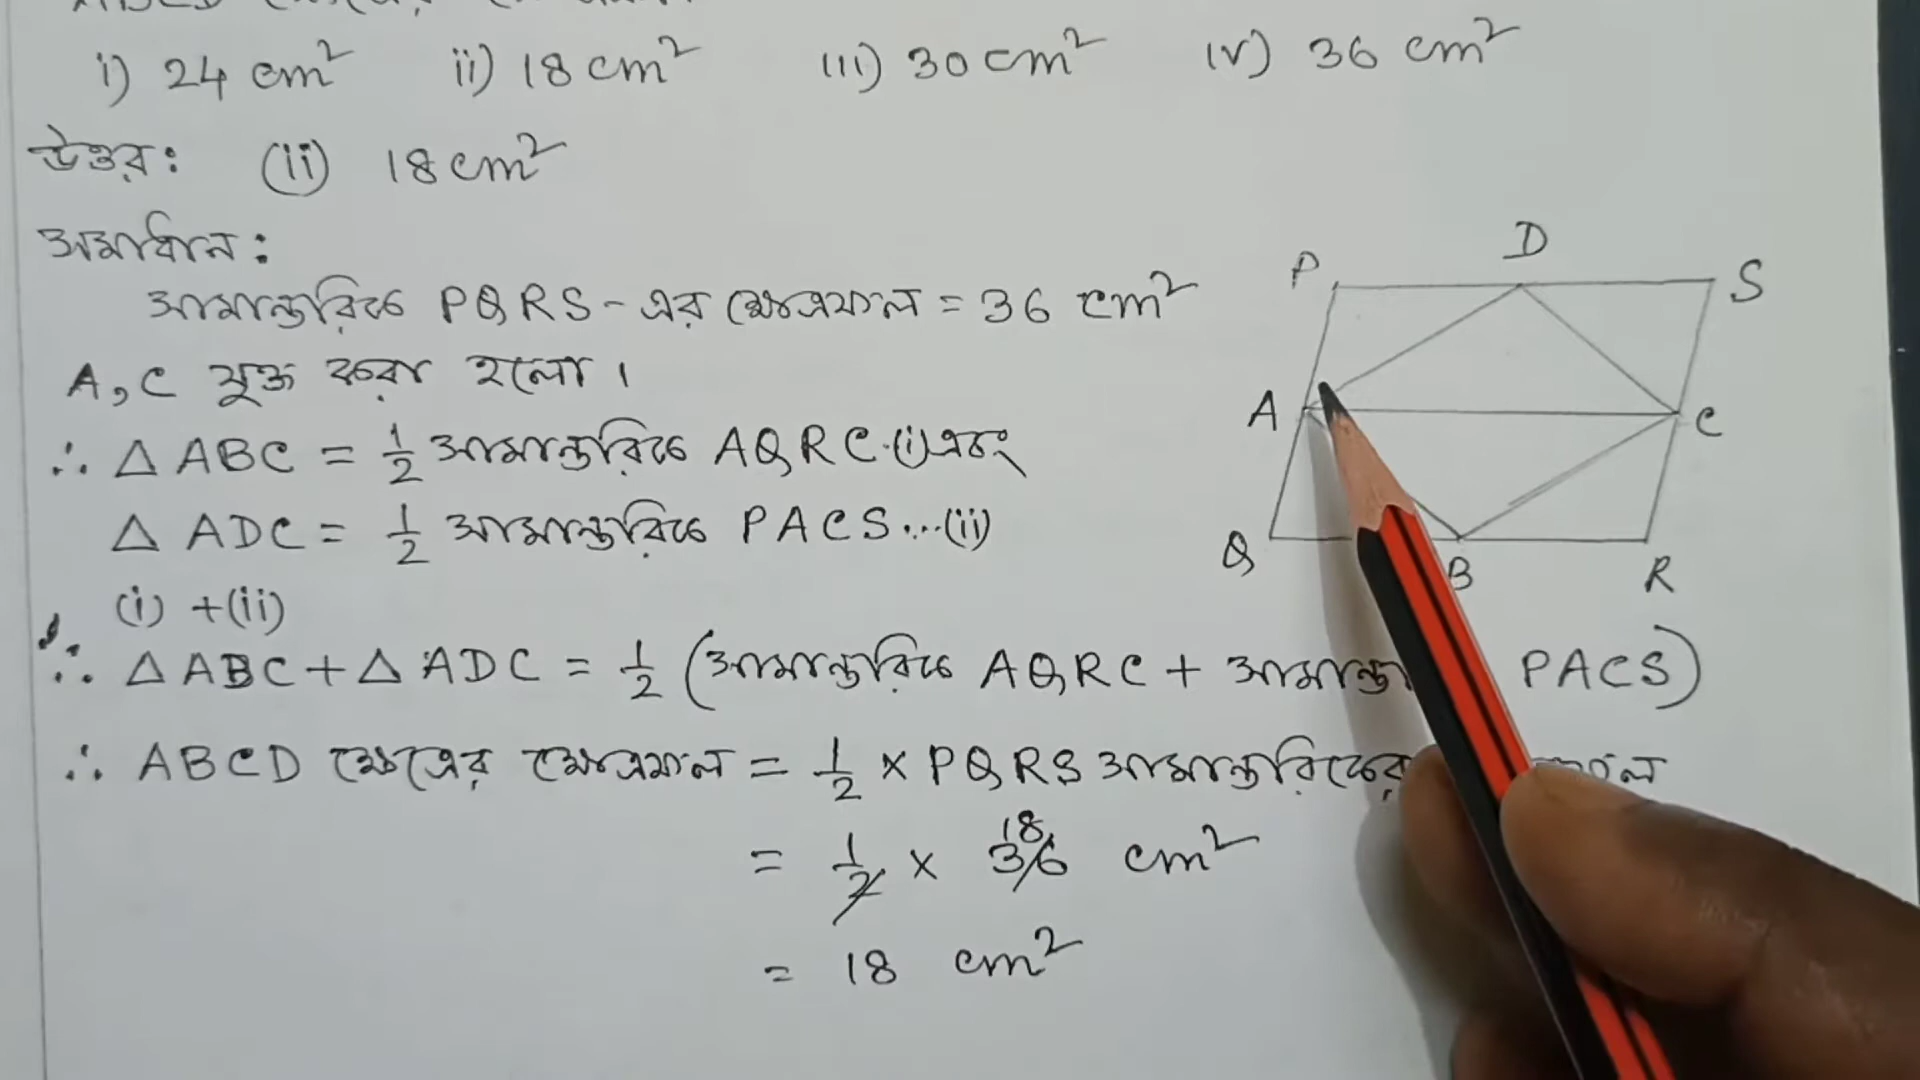 i) 24 cm² ii) 18 cm² (iii) 30 cm² (iv) 36 cm²
উত্তর: (ii) 18 cm²
সমাধান:
সামান্তরিক PQRS-এর ক্ষেত্রফল = 36 cm²
A, C যুক্ত করা হলো।
∴ △ ABC = 1/2 সামান্তরিক AQRC..(i) এবং
△ ADC = 1/2 সামান্তরিক PACS...(ii)
(i) + (ii)
∴ △ ABC + △ ADC = 1/2 (সামান্তরিক AQRC + PACS)
∴ ABCD ক্ষেত্রের ক্ষেত্রফল = 1/2 × PQRS সামান্তরিকের
= 1/2 × 36 18 cm²
= 18 cm²
P D S
A C
Q B R